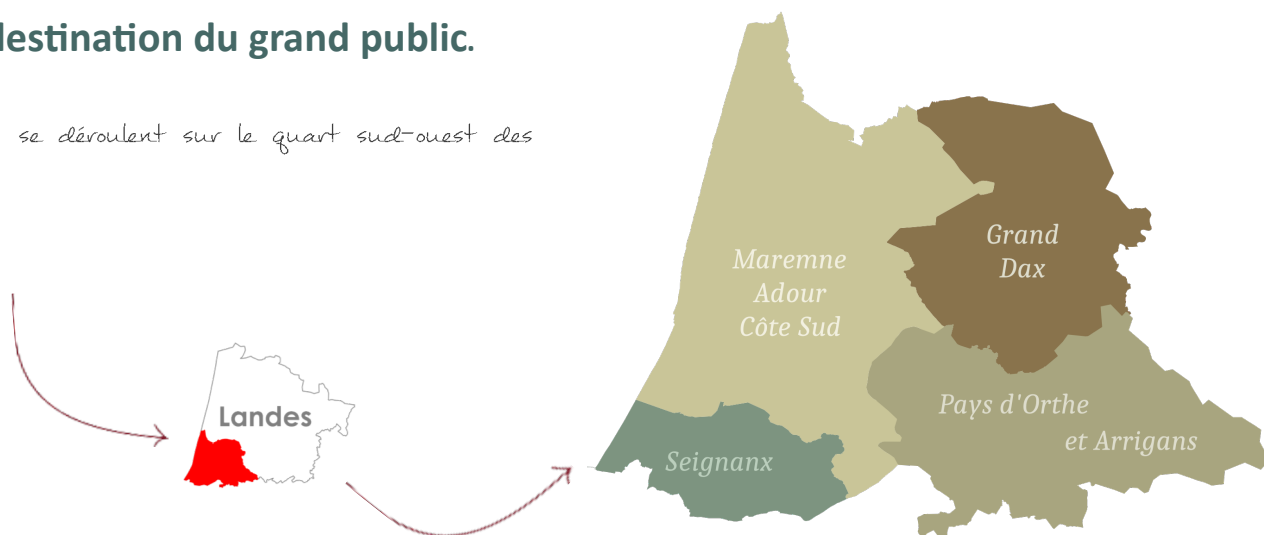 destination du grand public.
se déroulent sur le quart sud-ouest des
Maremne
Adour
Côte Sud
Grand
Dax
Landes
Pays d'Orthe
et Arrigans
Seignanx